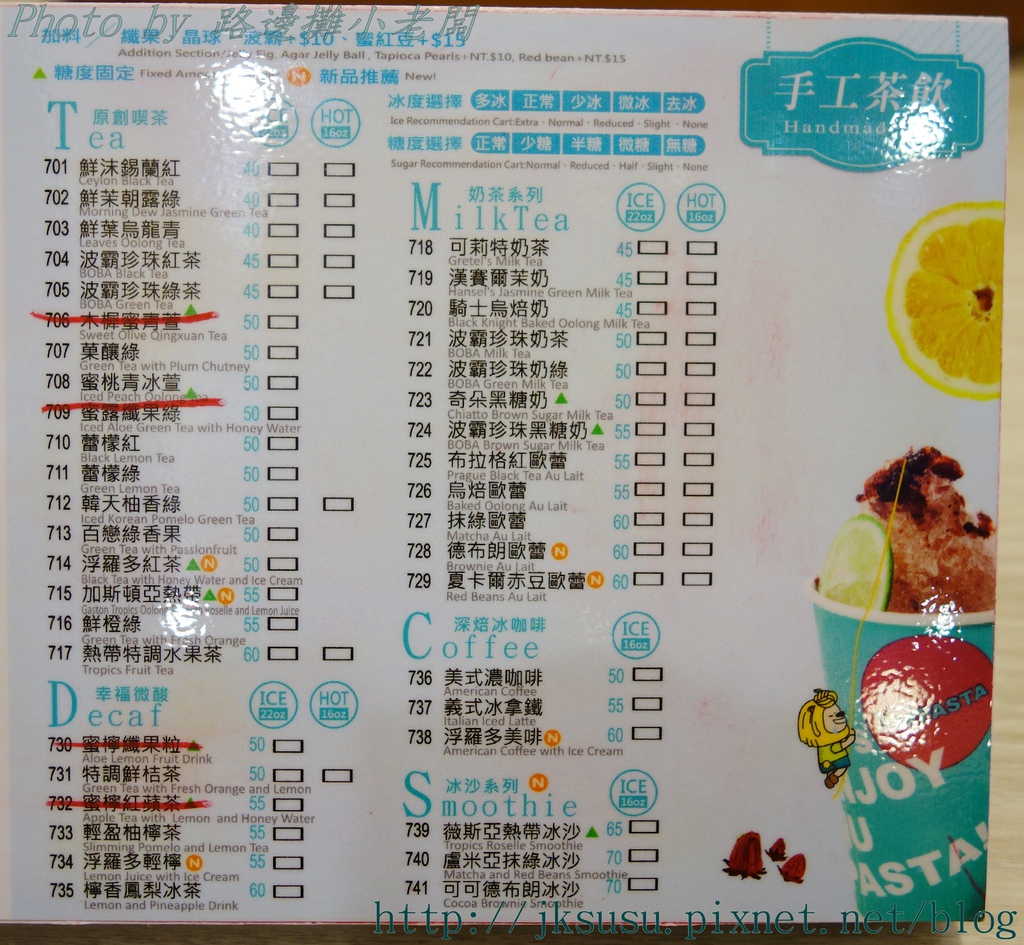 Photo by 路邊攤小老闆
加料 纖果、晶球、波霸+$10、蜜紅豆+$15
Addition Section/ Fig. Agar Jelly Ball , Tapioca Pearls+NT.$10, Red bean+NT.$15
▲ 糖度固定 Fixed N 新品推薦 New!
手工茶飲
冰度選擇 多冰 正常 少冰 微冰 去冰
Ice Recommendation Cart:Extra · Normal · Reduced · Slight · None
糖度選擇 正常 少糖 半糖 微糖 無糖
Sugar Recommendation Cart:Normal · Reduced · Half · Slight · None
Tea 原創喫茶 HOT 16oz
701 鮮沫錫蘭紅 40
Ceylon Black Tea
702 鮮茉朝露綠 40
Morning Dew Jasmine Green Tea
703 鮮葉烏龍青 40
Leaves Oolong Tea
704 波霸珍珠紅茶 45
BOBA Black Tea
705 波霸珍珠綠茶 45
BOBA Green Tea
706 木樨蜜青萱 ▲ 50
Sweet Olive Qingxuan Tea
707 菓釀綠 50
Green Tea with Plum Chutney
708 蜜桃青冰萱 ▲ 50
Iced Peach Oolong Tea
709 蜜露纖果綠 50
Iced Aloe Green Tea with Honey Water
710 蕾檬紅 50
Black Lemon Tea
711 蕾檬綠 50
Green Lemon Tea
712 韓天柚香綠 50
Iced Korean Pomelo Green Tea
713 百戀綠香果 50
Green Tea with Passionfruit
714 浮羅多紅茶 ▲ N 50
Black Tea with Honey Water and Ice Cream
715 加斯頓亞熱帶 ▲ N 55
Gaston Tropics Oolong Roselle and Lemon Juice
716 鮮橙綠 55
Green Tea with Fresh Orange
717 熱帶特調水果茶 60
Tropics Fruit Tea
Decaf 幸福微酸 ICE 22oz HOT 16oz
730 蜜檸纖果粒 ▲ 50
Aloe Lemon Fruit Drink
731 特調鮮桔茶 50
Green Tea with Fresh Orange and Lemon
732 蜜檸紅蘋茶 ▲ 55
Apple Tea with Lemon and Honey Water
733 輕盈柚檸茶 55
Slimming Pomelo and Lemon Tea
734 浮羅多輕檸 N 55
Lemon Juice with Ice Cream
735 檸香鳳梨冰茶 60
Lemon and Pineapple Drink
Milk Tea 奶茶系列 ICE 22oz HOT 16oz
718 可莉特奶茶 45
Gretel's Milk Tea
719 漢賽爾茉奶 45
Hansel's Jasmine Green Milk Tea
720 騎士烏焙奶 45
Black Knight Baked Oolong Milk Tea
721 波霸珍珠奶茶 50
BOBA Milk Tea
722 波霸珍珠奶綠 50
BOBA Green Milk Tea
723 奇朵黑糖奶 ▲ 50
Chiatto Brown Sugar Milk Tea
724 波霸珍珠黑糖奶 ▲ 55
BOBA Brown Sugar Milk Tea
725 布拉格紅歐蕾 55
Prague Black Tea Au Lait
726 烏焙歐蕾 55
Baked Oolong Au Lait
727 抹綠歐蕾 60
Matcha Au Lait
728 德布朗歐蕾 N 60
Brownie Au Lait
729 夏卡爾赤豆歐蕾 N 60
Red Beans Au Lait
Coffee 深焙冰咖啡 ICE 16oz
736 美式濃咖啡 50
American Coffee
737 義式冰拿鐵 55
Italian Iced Latte
738 浮羅多美啡 N 60
American Coffee with Ice Cream
Smoothie 冰沙系列 N ICE 16oz
739 薇斯亞熱帶冰沙 ▲ 65
Tropics Roselle Smoothie
740 盧米亞抹綠冰沙 70
Matcha and Red Beans Smoothie
741 可可德布朗冰沙 70
Cocoa Brownie Smoothie
ASTA
ASTA!
http://jksusu.pixnet.net/blog